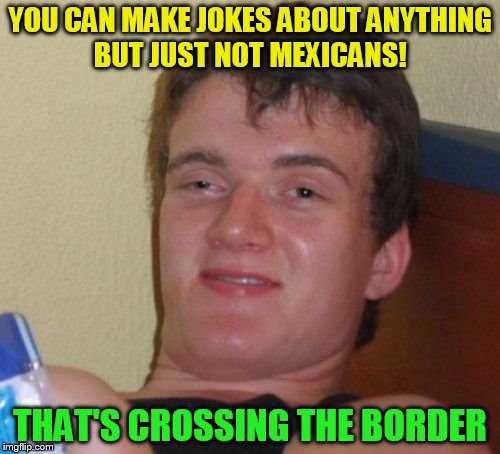 YOU CAN MAKE JOKES ABOUT ANYTHING
BUT JUST NOT MEXICANS!
THAT'S CROSSING THE BORDER
imgflip.com